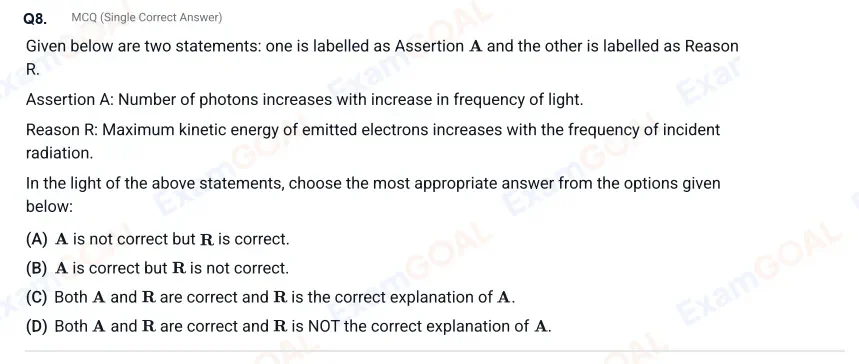 Q8. MCQ (Single Correct Answer)
Given below are two statements: one is labelled as Assertion A and the other is labelled as Reason
R.
Assertion A: Number of photons increases with increase in frequency of light.
Reason R: Maximum kinetic energy of emitted electrons increases with the frequency of incident
radiation.
In the light of the above statements, choose the most appropriate answer from the options given
below:
(A) A is not correct but R is correct.
(B) A is correct but R is not correct.
(C) Both A and R are correct and R is the correct explanation of A.
(D) Both A and R are correct and R is NOT the correct explanation of A.
ExamGOAL